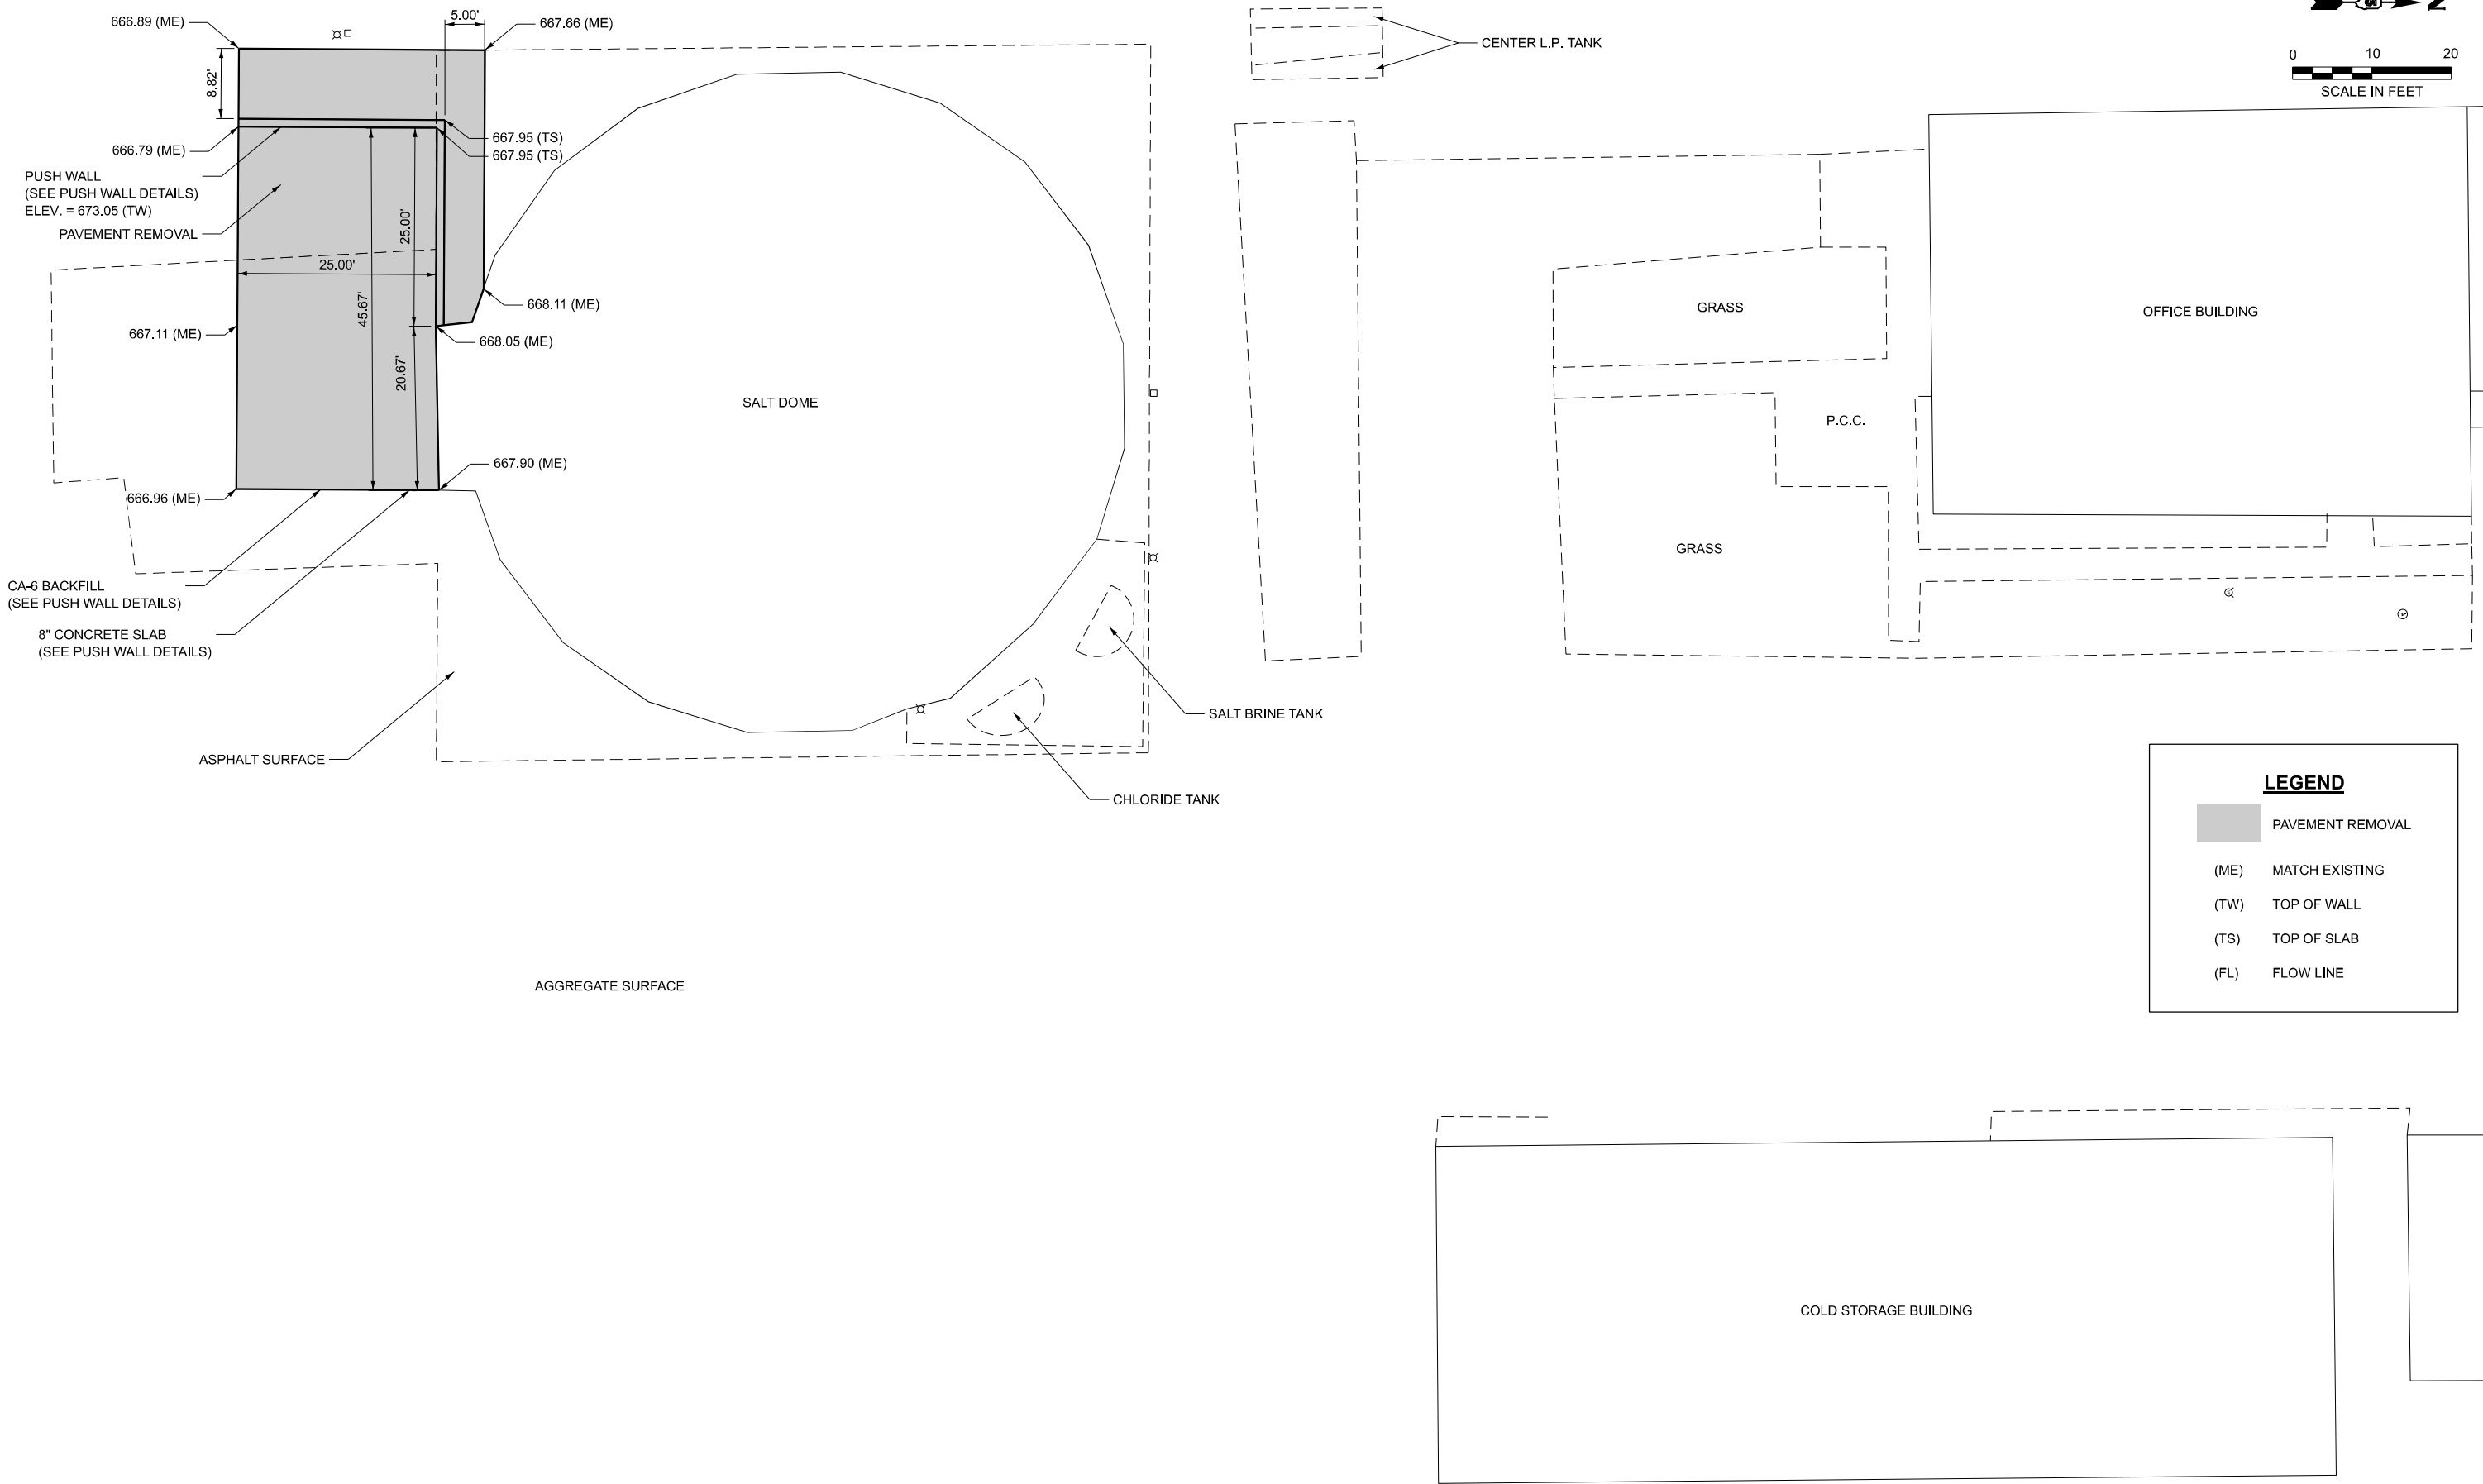 666.89 (ME)
5.00'
667.66 (ME)
8.82'
CENTER L.P. TANK
N
0 10 20
SCALE IN FEET
667.95 (TS)
667.95 (TS)
666.79 (ME)
PUSH WALL
(SEE PUSH WALL DETAILS)
ELEV. = 673.05 (TW)
PAVEMENT REMOVAL
25.00'
25.00'
45.67'
668.11 (ME)
667.11 (ME)
668.05 (ME)
20.67'
GRASS
OFFICE BUILDING
SALT DOME
P.C.C.
667.90 (ME)
666.96 (ME)
GRASS
CA-6 BACKFILL
(SEE PUSH WALL DETAILS)
8" CONCRETE SLAB
(SEE PUSH WALL DETAILS)
SALT BRINE TANK
ASPHALT SURFACE
CHLORIDE TANK
LEGEND
PAVEMENT REMOVAL
(ME) MATCH EXISTING
(TW) TOP OF WALL
(TS) TOP OF SLAB
(FL) FLOW LINE
AGGREGATE SURFACE
COLD STORAGE BUILDING